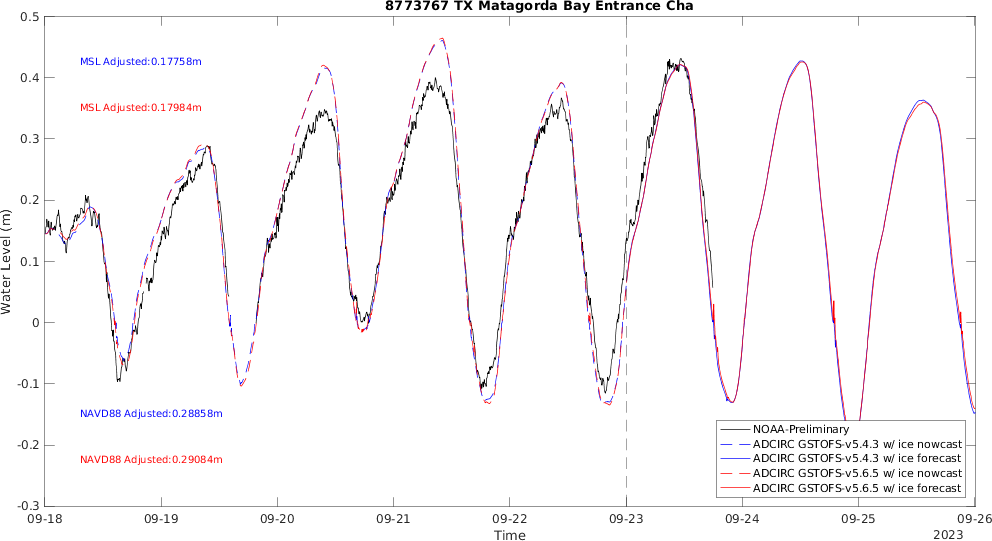 8773767 TX Matagorda Bay Entrance Cha
0.5
0.4
0.3
0.2
0.1
0
-0.1
-0.2
-0.3
Water Level (m)
MSL Adjusted:0.17758m
MSL Adjusted:0.17984m
NAVD88 Adjusted:0.28858m
NAVD88 Adjusted:0.29084m
NOAA-Preliminary
ADCIRC GSTOFS-v5.4.3 w/ ice nowcast
ADCIRC GSTOFS-v5.4.3 w/ ice forecast
ADCIRC GSTOFS-v5.6.5 w/ ice nowcast
ADCIRC GSTOFS-v5.6.5 w/ ice forecast
09-18 09-19 09-20 09-21 09-22 09-23 09-24 09-25 09-26
Time
2023